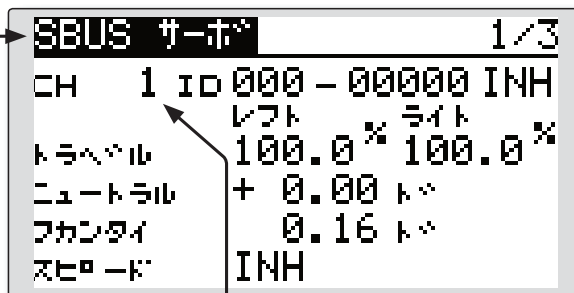 SBUS サーボ 1/3
CH 1 ID 000-00000 INH
レフト ライト
トラベル 100.0% 100.0%
ニュートラル + 0.00 ド
フカンタイ 0.16 ド
スピード INH